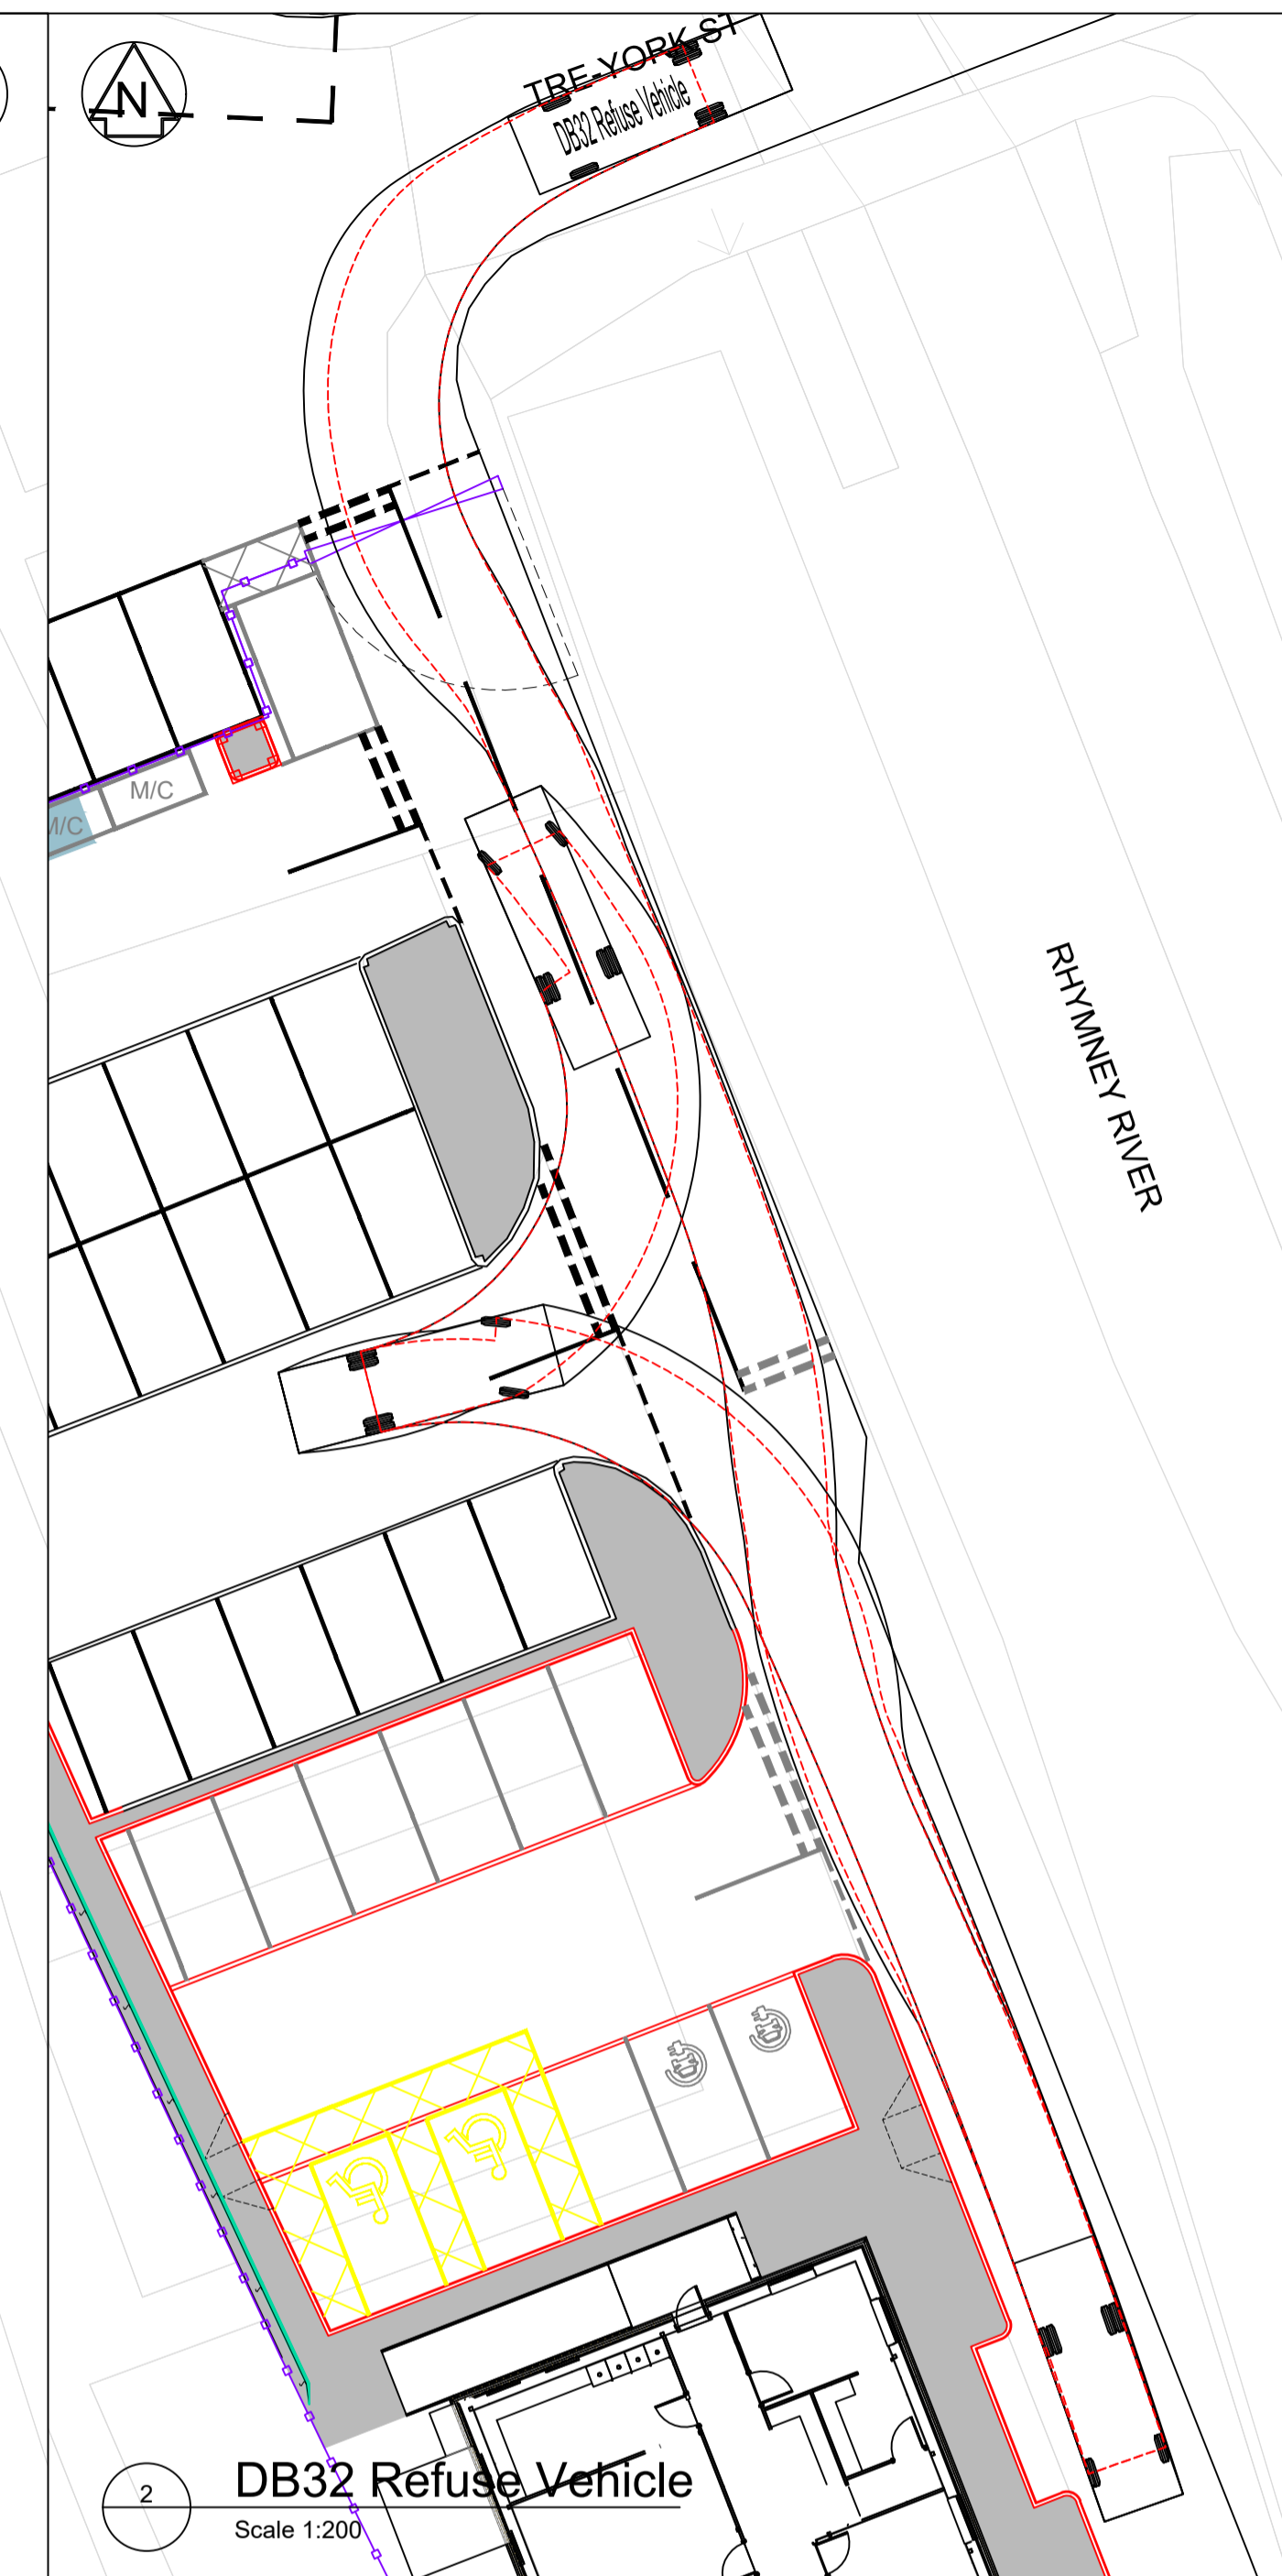 N
TRE-YORK ST
DB32 Refuse Vehicle
M/C
M/C
RHYMNEY RIVER
2
DB32 Refuse Vehicle
Scale 1:200